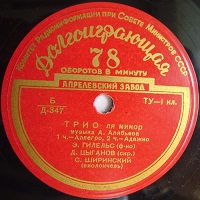 КОМИТЕТ РАДИОИНФОРМАЦИИ ПРИ СОВЕТЕ МИНИСТРОВ СССР
Долгоиграющая
78
ОБОРОТОВ В МИНУТУ
АПРЕЛЕВСКИЙ ЗАВОД
Б
Д-347
ТУ—1 кл.
ТРИО ля минор
музыка А. Алябьева
1 ч.—Аллегро, 2 ч.—Адажио
Э. ГИЛЕЛЬС (ф-но)
Д. ЦЫГАНОВ (скр.)
С. ШИРИНСКИЙ
(виолончель)